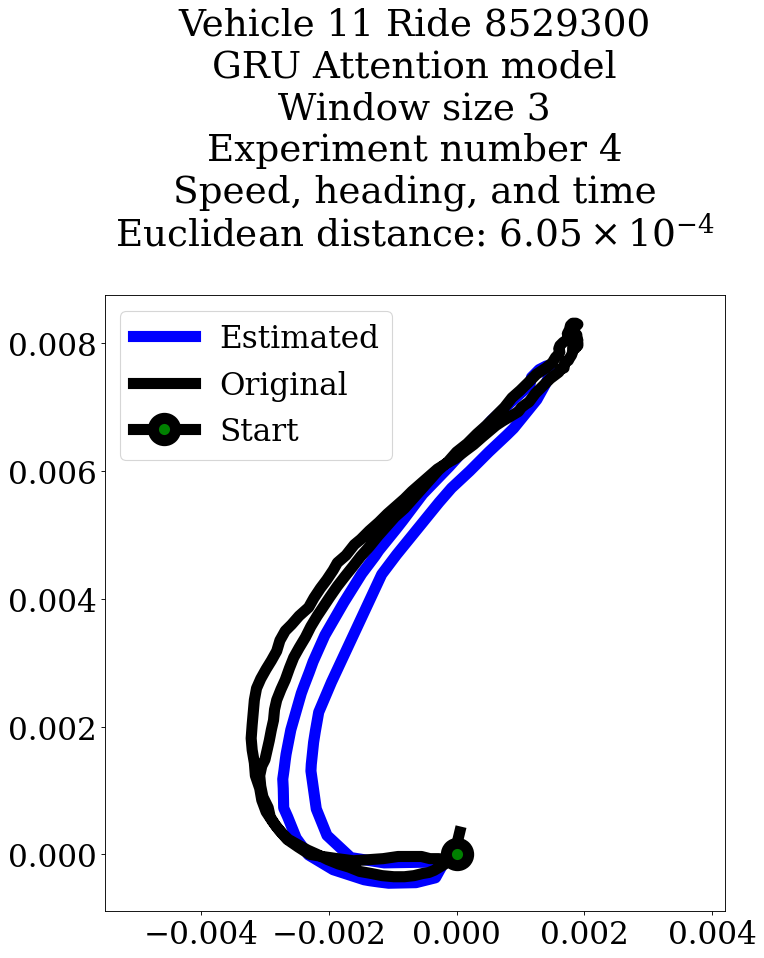 Vehicle 11 Ride 8529300
GRU Attention model
Window size 3
Experiment number 4
Speed, heading, and time
Euclidean distance: 6.05 × 10⁻⁴
Estimated
Original
Start
0.008
0.006
0.004
0.002
0.000
−0.004 −0.002 0.000 0.002 0.004